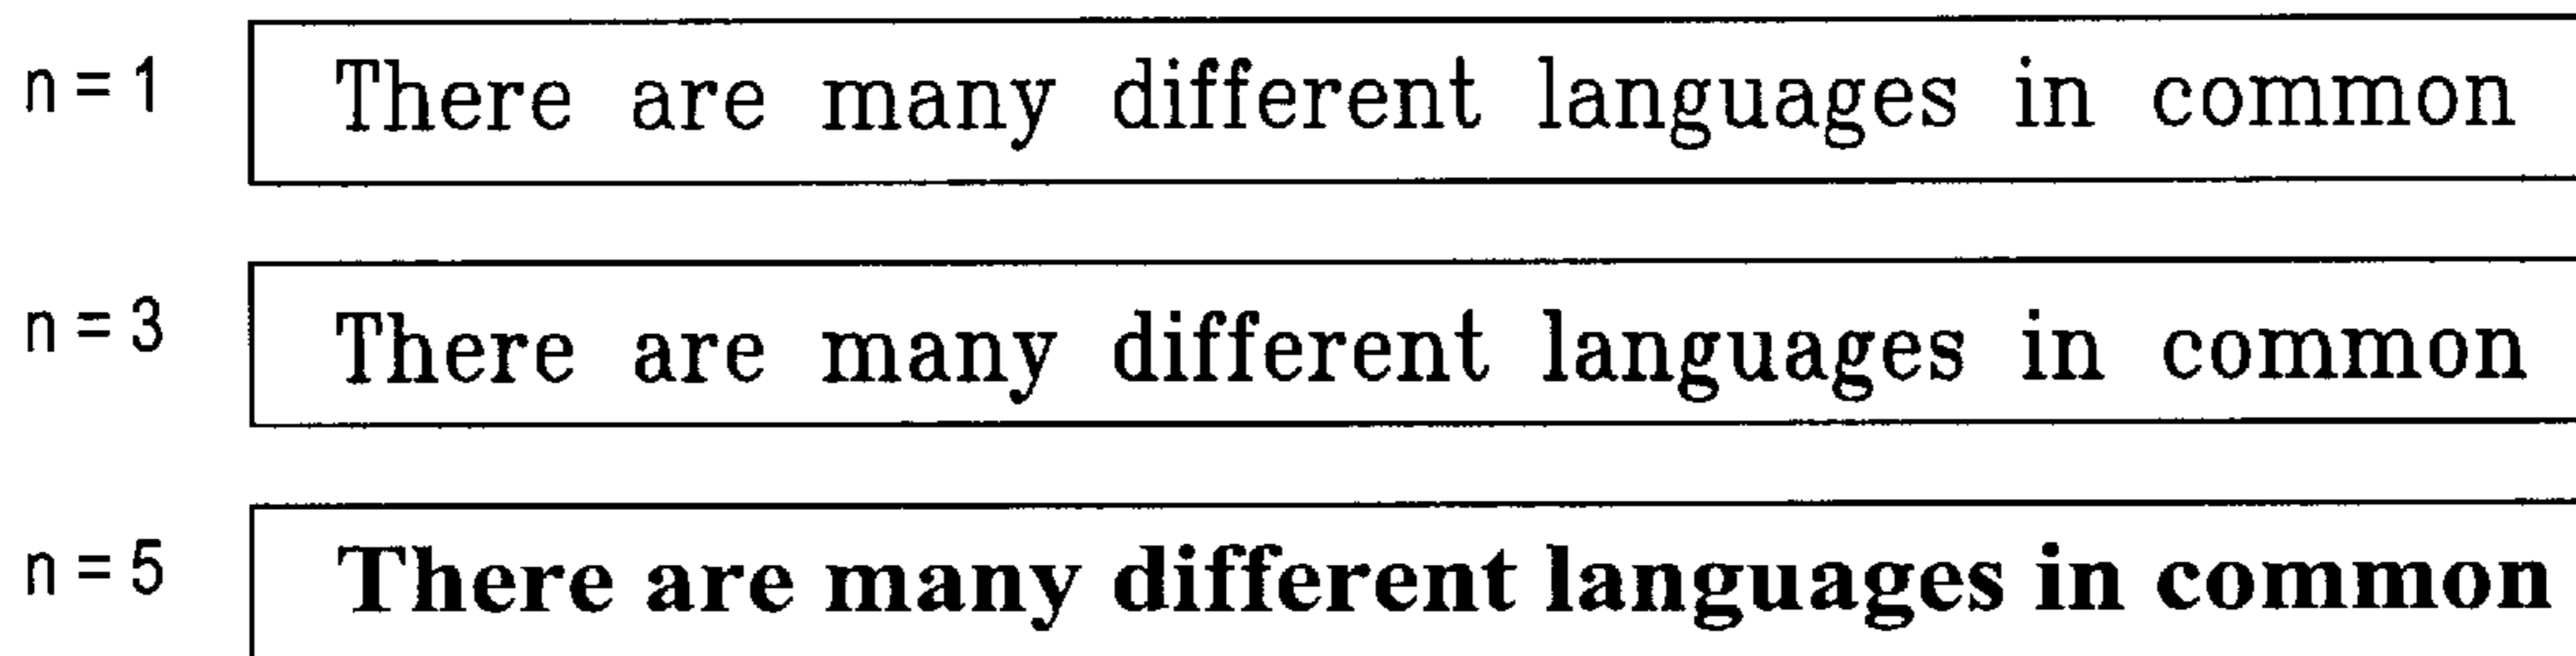 n = 1 There are many different languages in common
n = 3 There are many different languages in common
n = 5 There are many different languages in common